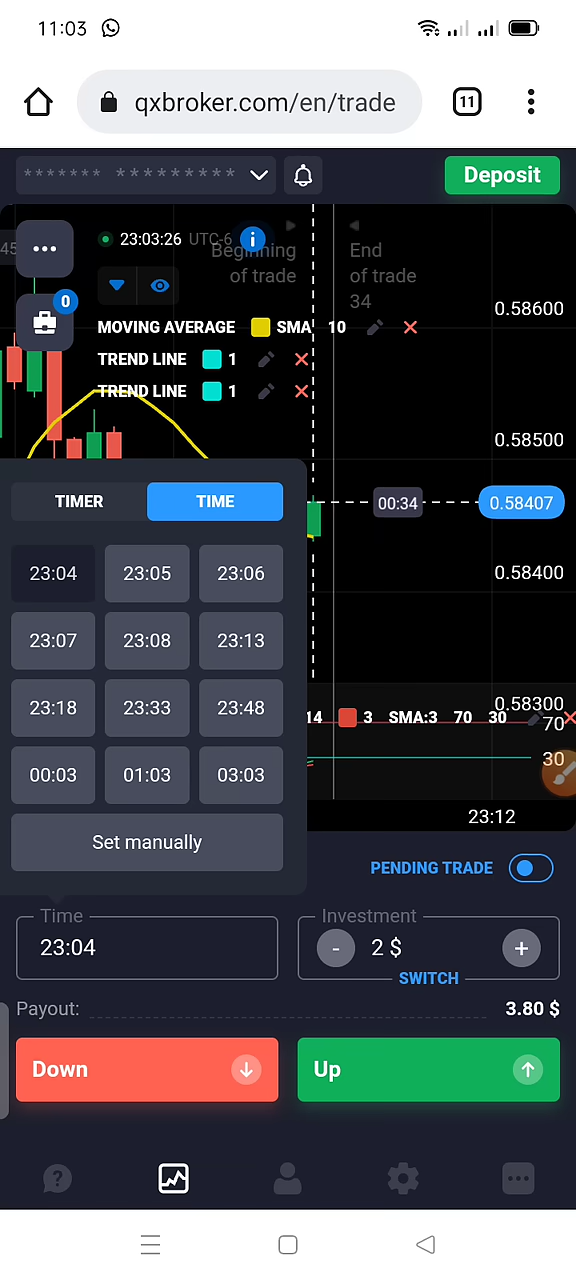 11:03
qxbroker.com/en/trade
11
******* *********
Deposit
45
23:03:26 UTC-6
i
Beginning
of trade
End
of trade
34
0
0.58600
MOVING AVERAGE SMA 10
TREND LINE 1
TREND LINE 1
0.58500
TIMER
TIME
00:34
0.58407
23:04
23:05
23:06
0.58400
23:07
23:08
23:13
23:18
23:33
23:48
0.58300
14 3 SMA:3 70 30
70
30
00:03
01:03
03:03
23:12
Set manually
PENDING TRADE
Time
23:04
Investment
- 2 $ +
SWITCH
Payout:
3.80 $
Down
Up
?